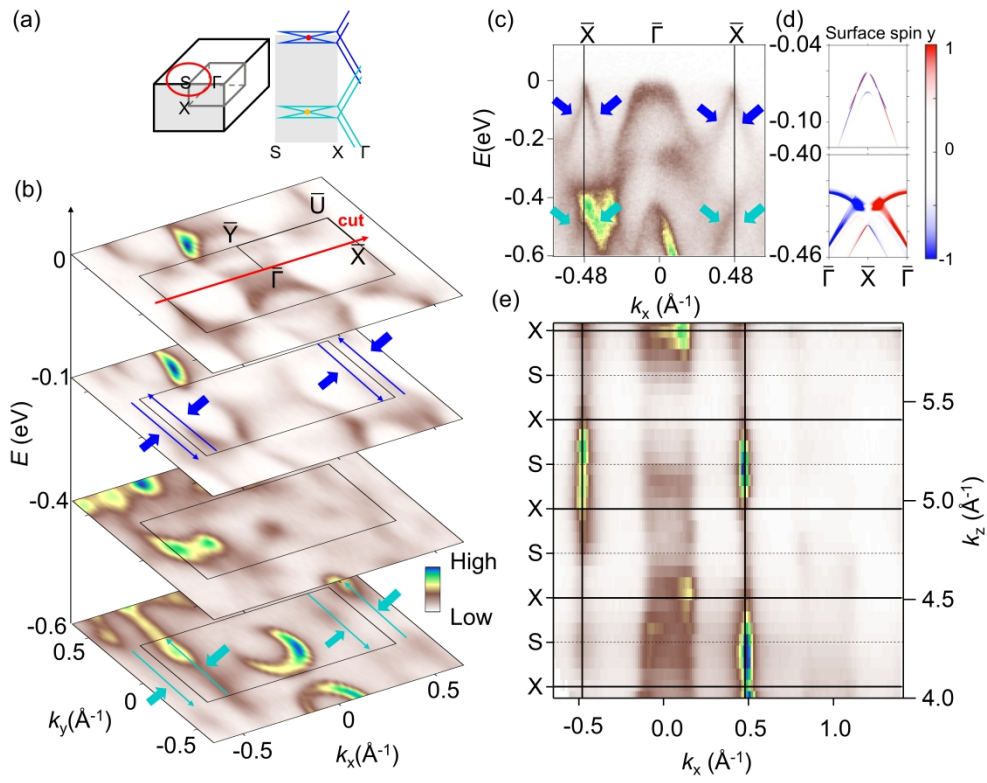 (a)
S Γ
X
S X Γ
(b)
E (eV)
0
-0.1
-0.4
-0.6
Ū
Ȳ
cut
X̄
Γ̄
High
Low
0.5
0
-0.5
k_y(Å⁻¹)
-0.5
0
0.5
k_x(Å⁻¹)
(c)
X̄ Γ̄ X̄
E(eV)
0
-0.2
-0.4
-0.6
-0.48 0 0.48
k_x (Å⁻¹)
(d)
Surface spin y
-0.04
-0.10
-0.40
-0.46
Γ̄ X̄ Γ̄
1
0
-1
(e)
X
S
X
S
X
S
X
S
X
5.5
5.0
4.5
4.0
k_z (Å⁻¹)
-0.5 0.0 0.5 1.0
k_x (Å⁻¹)